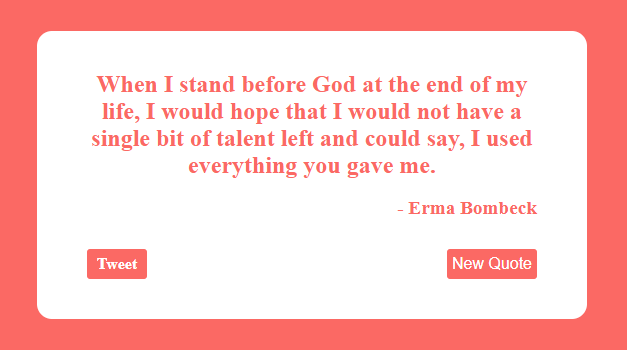 When I stand before God at the end of my
life, I would hope that I would not have a
single bit of talent left and could say, I used
everything you gave me.
- Erma Bombeck
Tweet
New Quote